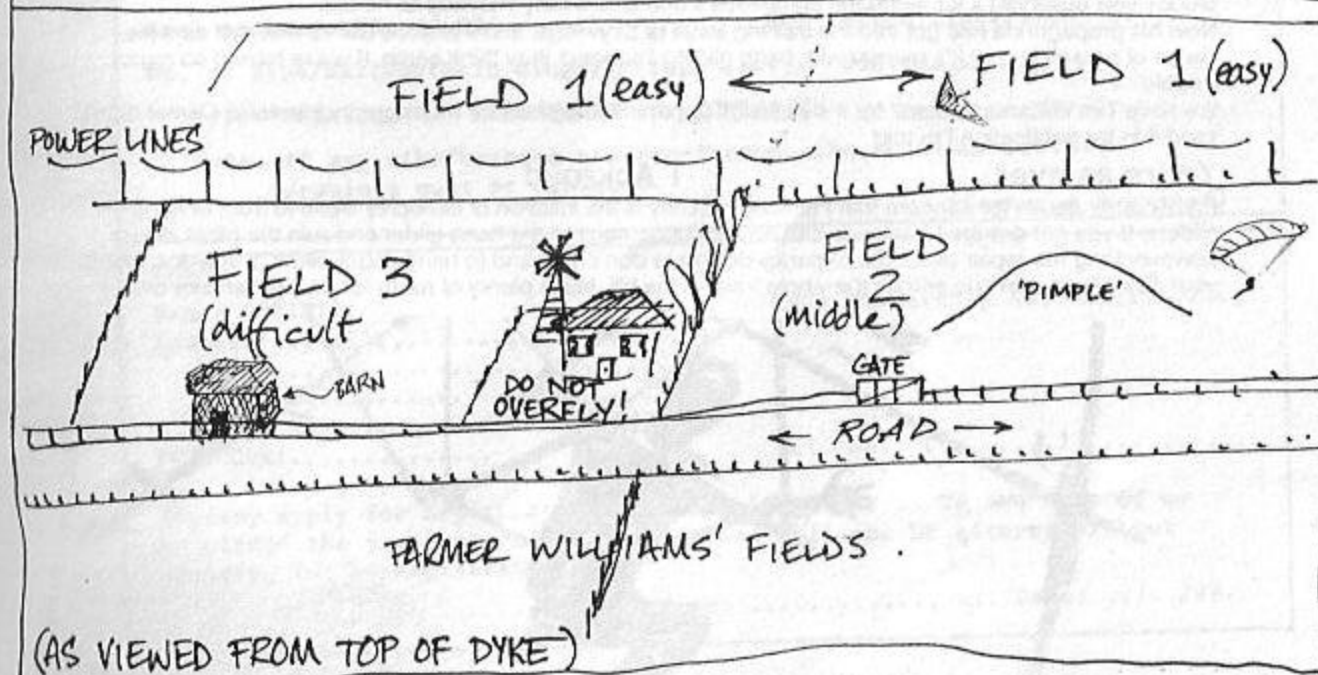 FIELD 1 (easy)
FIELD 1 (easy)
POWER LINES
FIELD 3
(difficult
FIELD
2
(middle)
'PIMPLE'
BARN
DO NOT
OVERFLY!
GATE
ROAD
FARMER WILLIAMS' FIELDS.
(AS VIEWED FROM TOP OF DYKE)